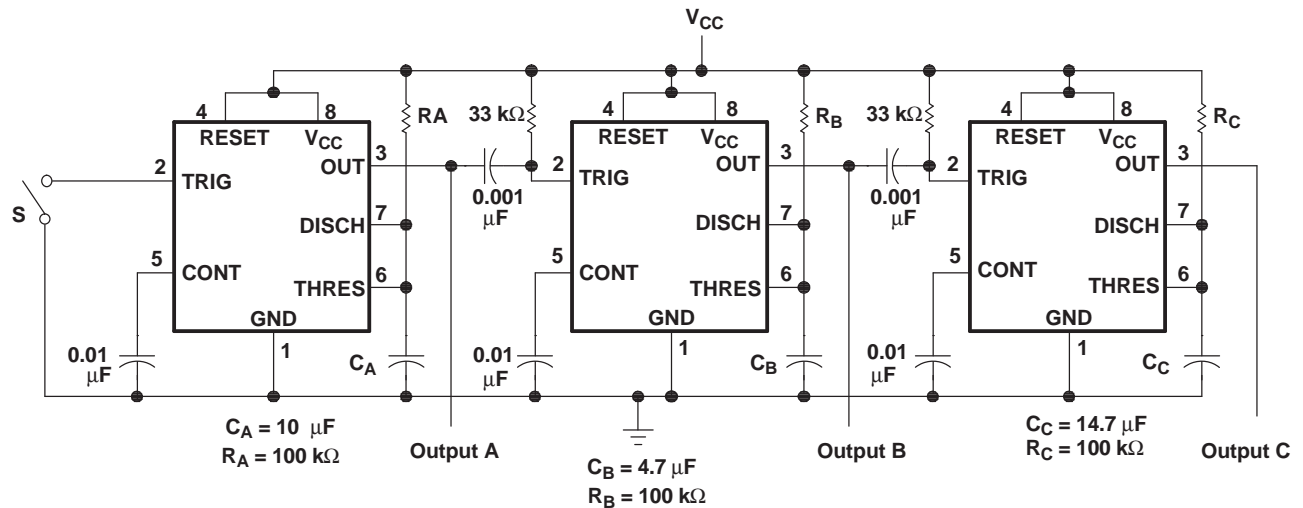 VCC
4
8
RESET
VCC
RA
33 kΩ
3
OUT
2
TRIG
S
0.001
μF
7
DISCH
5
CONT
6
THRES
GND
1
0.01
μF
CA
CA = 10 μF
RA = 100 kΩ
Output A
4
8
RESET
VCC
RB
33 kΩ
3
OUT
2
TRIG
0.001
μF
7
DISCH
5
CONT
6
THRES
GND
1
0.01
μF
CB
CB = 4.7 μF
RB = 100 kΩ
Output B
4
8
RESET
VCC
RC
3
OUT
2
TRIG
7
DISCH
5
CONT
6
THRES
GND
1
0.01
μF
CC
CC = 14.7 μF
RC = 100 kΩ
Output C